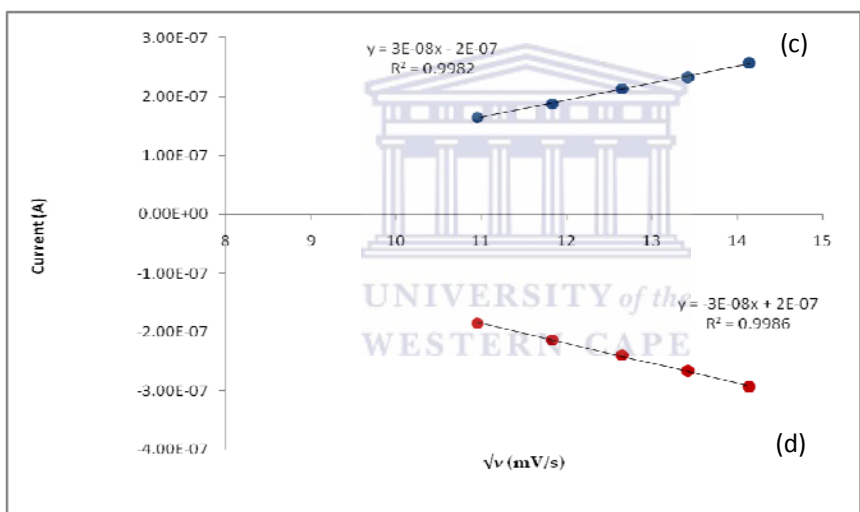 3.00E-07
(c)
y = 3E-08x - 2E-07
R² = 0.9982
2.00E-07
1.00E-07
0.00E+00
8 9 10 11 12 13 14 15
Current (A)
-1.00E-07
UNIVERSITY of the
y = -3E-08x + 2E-07
R² = 0.9986
-2.00E-07
WESTERN CAPE
-3.00E-07
-4.00E-07
(d)
√ν (mV/s)